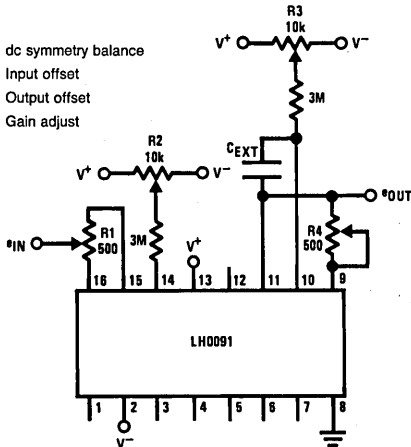 R3
10k
V+ V−
dc symmetry balance
Input offset
Output offset
Gain adjust
3M
R2
10k
CEXT
V+ V−
eOUT
R1
500
eIN
3M
V+
R4
500
16 15 14 13 12 11 10 9
LH0091
1 2 3 4 5 6 7 8
V−